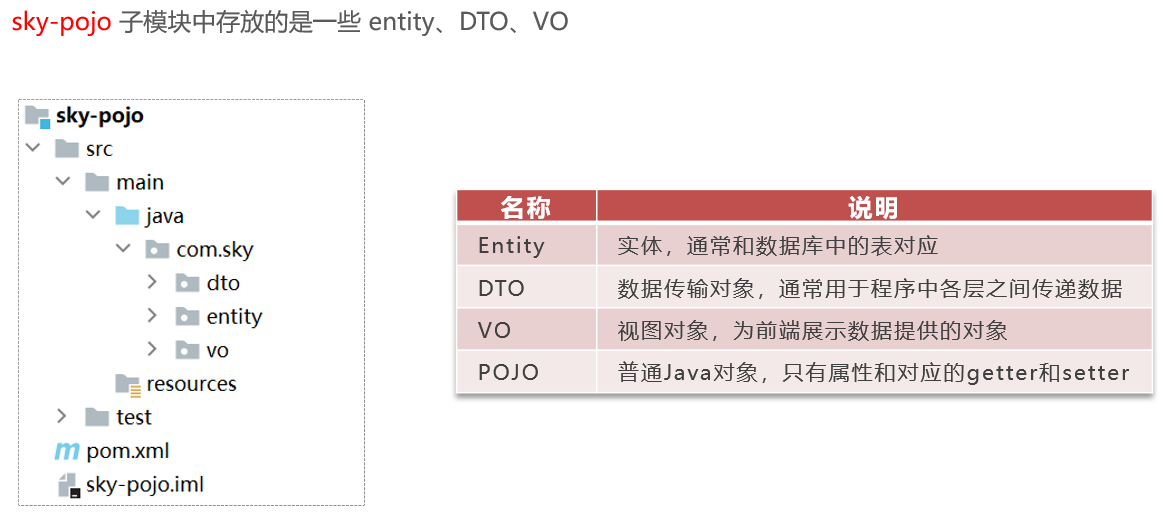 sky-pojo 子模块中存放的是一些 entity、DTO、VO
sky-pojo
src
main
java
com.sky
dto
entity
vo
resources
test
pom.xml
sky-pojo.iml
名称 说明
Entity 实体，通常和数据库中的表对应
DTO 数据传输对象，通常用于程序中各层之间传递数据
VO 视图对象，为前端展示数据提供的对象
POJO 普通Java对象，只有属性和对应的getter和setter